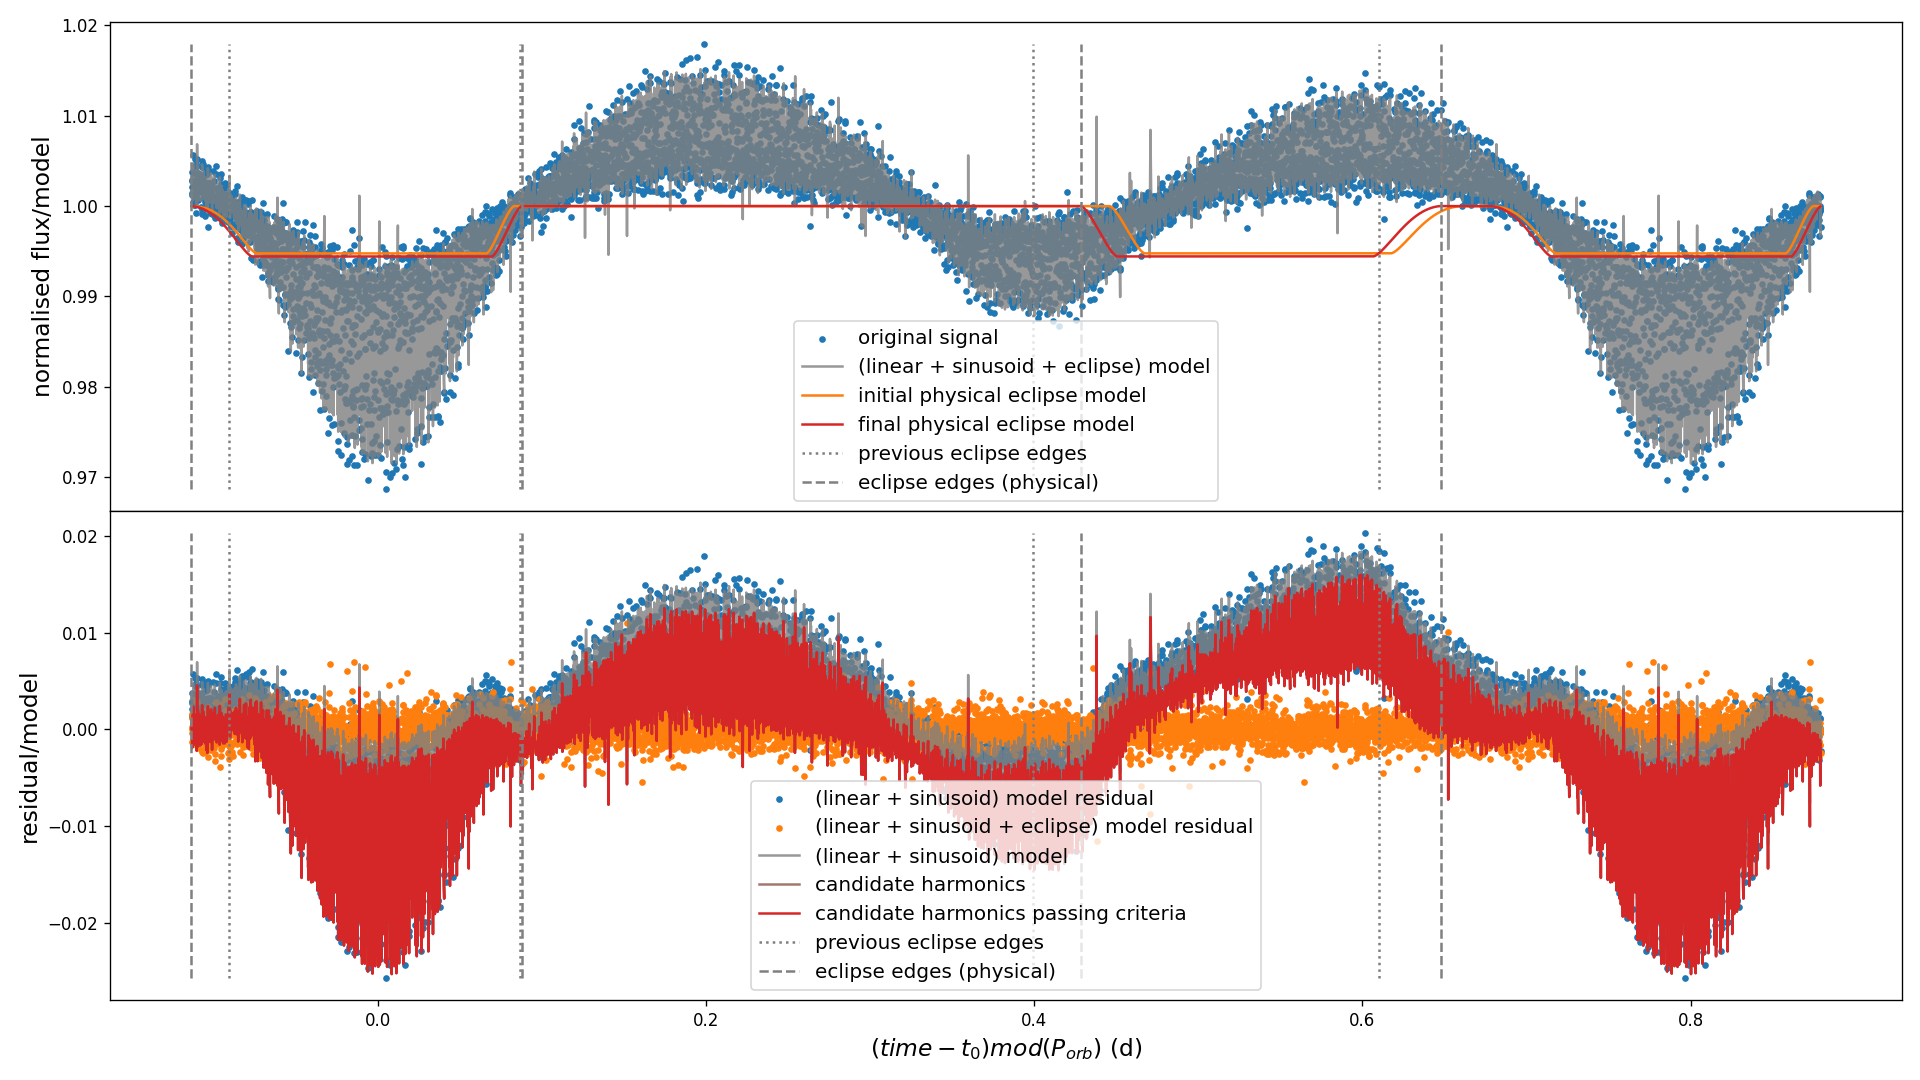 normalised flux/model
1.02
1.01
1.00
0.99
0.98
0.97
original signal
(linear + sinusoid + eclipse) model
initial physical eclipse model
final physical eclipse model
previous eclipse edges
eclipse edges (physical)
residual/model
0.02
0.01
0.00
−0.01
−0.02
(linear + sinusoid) model residual
(linear + sinusoid + eclipse) model residual
(linear + sinusoid) model
candidate harmonics
candidate harmonics passing criteria
previous eclipse edges
eclipse edges (physical)
0.0 0.2 0.4 0.6 0.8
(time − t₀)mod(Pₒᵣb) (d)